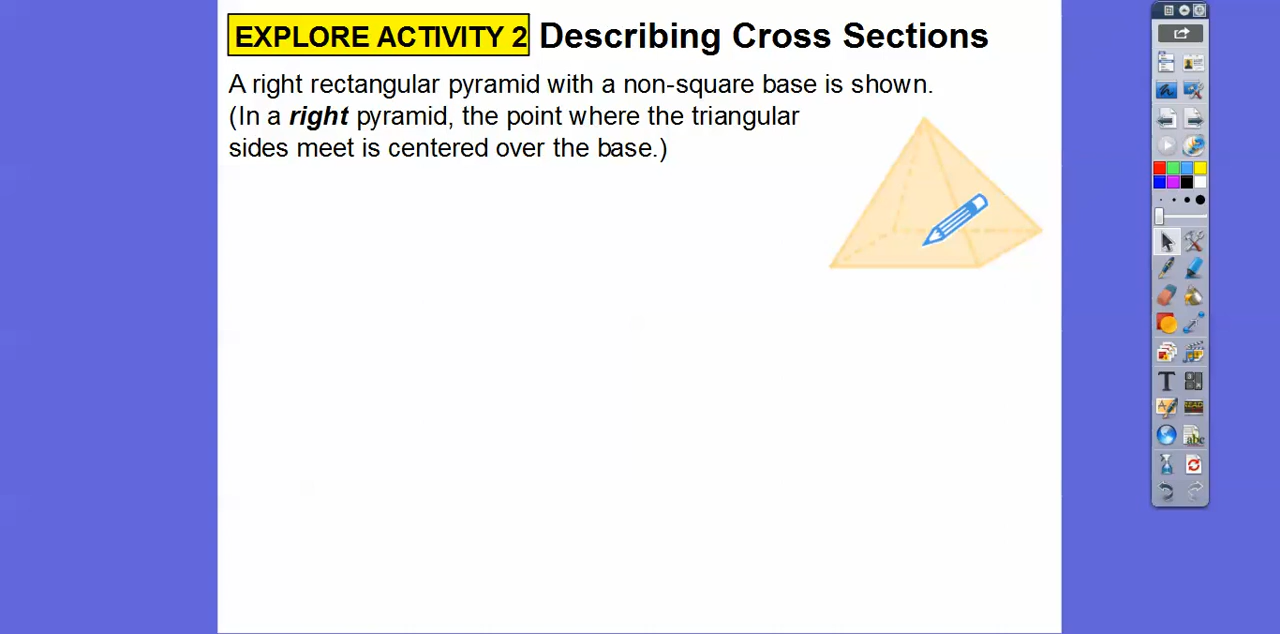 EXPLORE ACTIVITY 2 Describing Cross Sections
A right rectangular pyramid with a non-square base is shown.
(In a right pyramid, the point where the triangular
sides meet is centered over the base.)